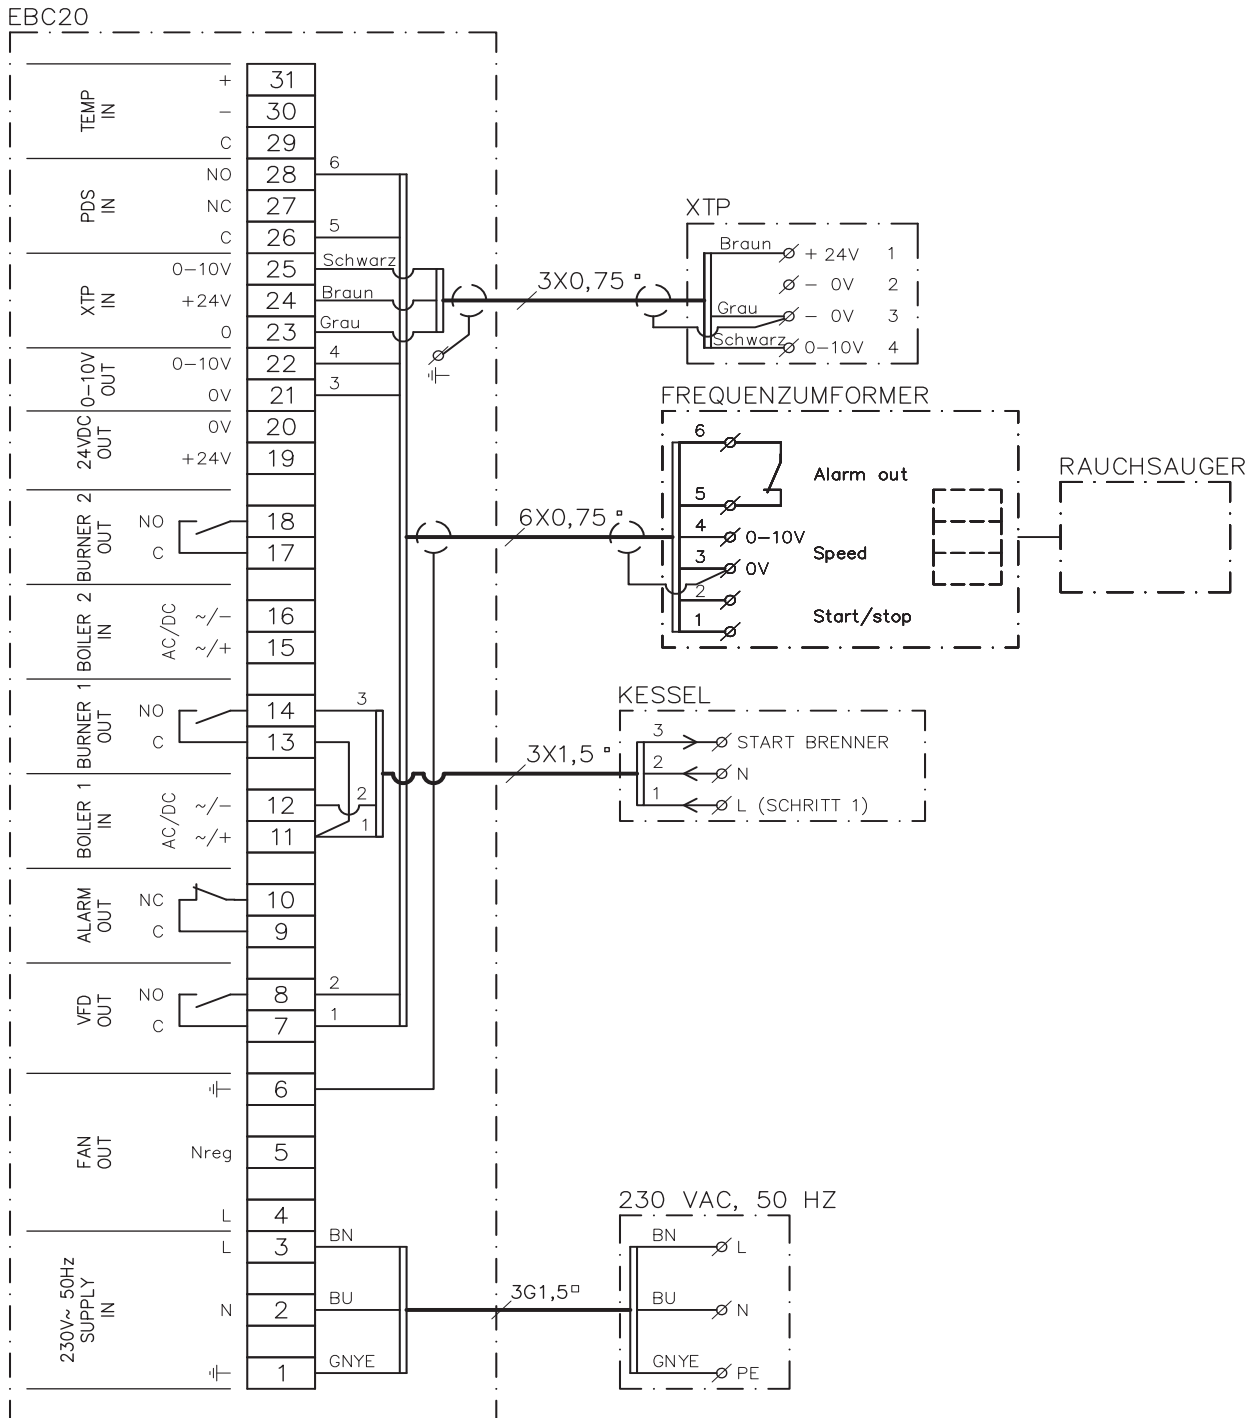 EBC20
TEMP
IN
+ 31
– 30
C 29
PDS
IN
NO 28 6
NC 27
C 26 5
XTP
IN
0–10V 25 Schwarz
+24V 24 Braun
0 23 Grau
0–10V
OUT
0–10V 22 4
0V 21 3
24VDC
OUT
0V 20
+24V 19
BURNER 2
OUT
NO 18
C 17
BOILER 2
IN
AC/DC
~/– 16
~/+ 15
BURNER 1
OUT
NO 14 3
C 13
BOILER 1
IN
AC/DC
~/– 12 2
~/+ 11 1
ALARM
OUT
NC 10
C 9
VFD
OUT
NO 8 2
C 7 1
FAN
OUT
6
Nreg 5
L 4
230V~ 50Hz
SUPPLY
IN
L 3 BN
N 2 BU
1 GNYE
3X0,75 □
XTP
Braun + 24V 1
– 0V 2
Grau – 0V 3
Schwarz 0–10V 4
6X0,75 □
FREQUENZUMFORMER
6
Alarm out
5
4 0–10V
Speed
3 0V
2
Start/stop
1
RAUCHSAUGER
3X1,5 □
KESSEL
3 START BRENNER
2 N
1 L (SCHRITT 1)
3G1,5□
230 VAC, 50 HZ
BN L
BU N
GNYE PE